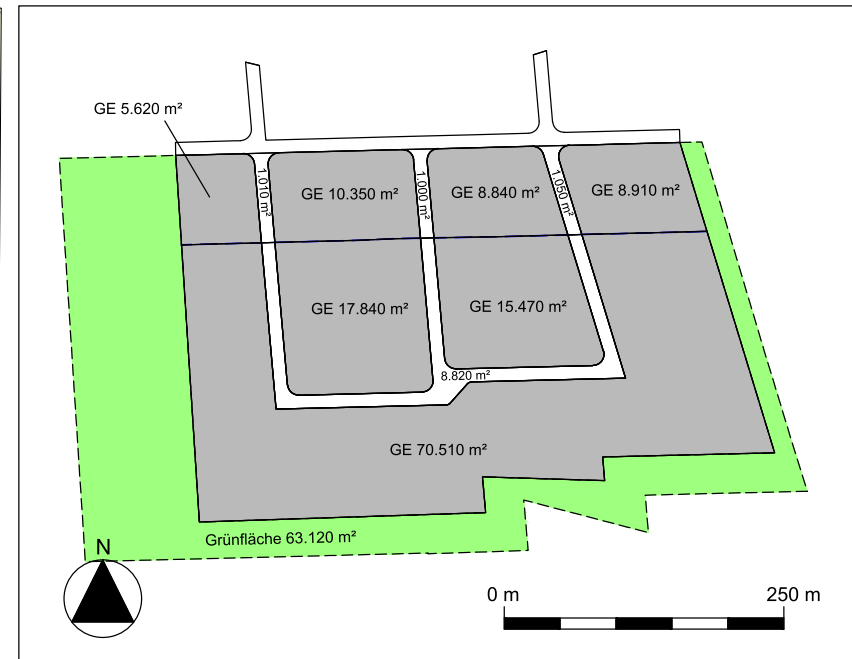 GE 5.620 m²
1.010 m²
GE 10.350 m²
1.000 m²
GE 8.840 m²
1.050 m²
GE 8.910 m²
GE 17.840 m²
GE 15.470 m²
8.820 m²
GE 70.510 m²
Grünfläche 63.120 m²
N
0 m
250 m